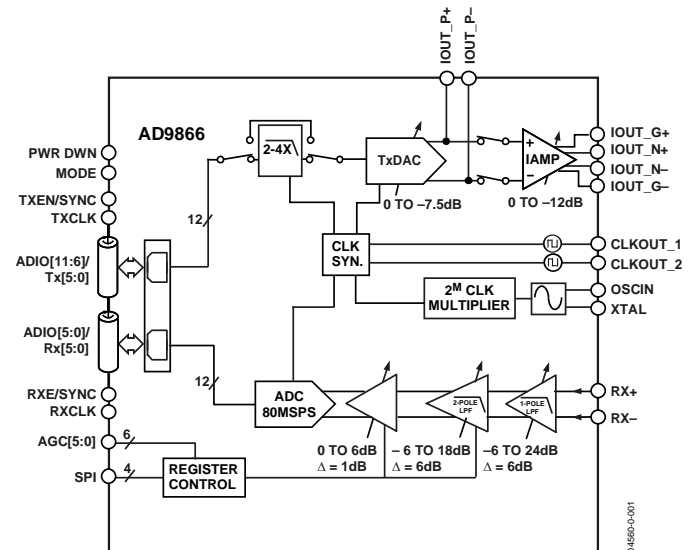 IOUT_P+
IOUT_P–
AD9866
PWR DWN
MODE
TXEN/SYNC
TXCLK
ADIO[11:6]/
Tx[5:0]
ADIO[5:0]/
Rx[5:0]
RXE/SYNC
RXCLK
AGC[5:0]
SPI
12
12
6
4
2-4X
TxDAC
0 TO –7.5dB
+
IAMP
–
0 TO –12dB
IOUT_G+
IOUT_N+
IOUT_N–
IOUT_G–
CLK
SYN.
CLKOUT_1
CLKOUT_2
2M CLK
MULTIPLIER
OSCIN
XTAL
ADC
80MSPS
2-POLE
LPF
1-POLE
LPF
RX+
RX–
0 TO 6dB
Δ = 1dB
– 6 TO 18dB
Δ = 6dB
–6 TO 24dB
Δ = 6dB
REGISTER
CONTROL
04560-0-001